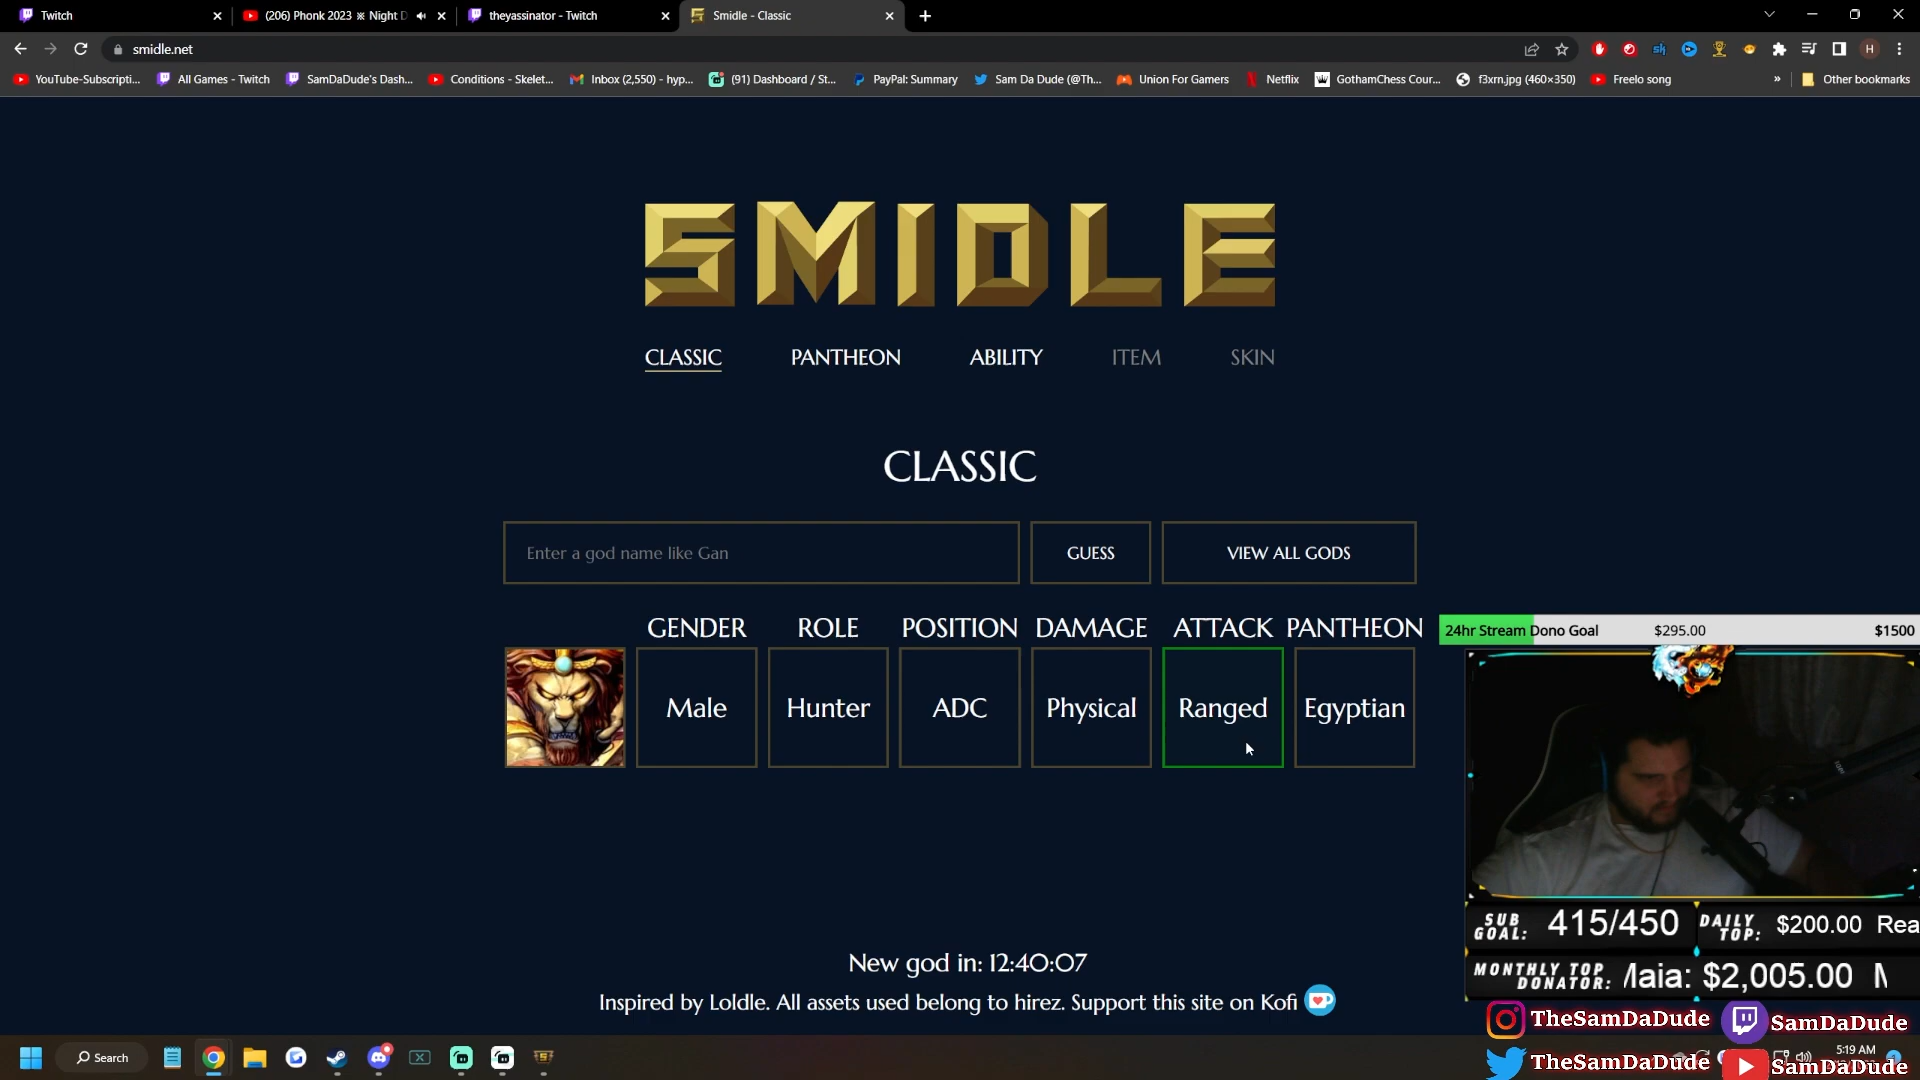 Twitch
(206) Phonk 2023 ※ Night D
theyassinator - Twitch
Smidle - Classic
smidle.net
H
YouTube-Subscripti...
All Games - Twitch
SamDaDude's Dash...
Conditions - Skelet...
Inbox (2,550) - hyp...
(91) Dashboard / St...
PayPal: Summary
Sam Da Dude (@Th...
Union For Gamers
Netflix
GothamChess Cour...
f3xrn.jpg (460×350)
Freelo song
»
Other bookmarks
SMIDLE
CLASSIC
PANTHEON
ABILITY
ITEM
SKIN
CLASSIC
Enter a god name like Gan
GUESS
VIEW ALL GODS
GENDER ROLE POSITION DAMAGE ATTACK PANTHEON
Male Hunter ADC Physical Ranged Egyptian
24hr Stream Dono Goal $295.00 $1500
SUB GOAL: 415/450
DAILY TOP: $200.00 Rea
MONTHLY TOP DONATOR: Maia: $2,005.00
New god in: 12:40:07
Inspired by Loldle. All assets used belong to hirez. Support this site on Kofi
TheSamDaDude
SamDaDude
TheSamDaDude
SamDaDude
Search
5:19 AM